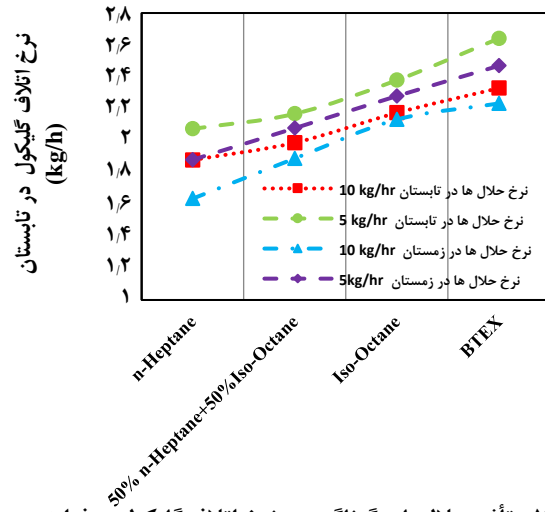 نرخ اتلاف گلیکول در تابستان
(kg/h)
۲٫۸
۲٫۶
۲٫۴
۲٫۲
۲
۱٫۸
۱٫۶
۱٫۴
۱٫۲
۱
نرخ حلال ها در تابستان 10 kg/hr
نرخ حلال ها در تابستان 5 kg/hr
نرخ حلال ها در زمستان 10 kg/hr
نرخ حلال ها در زمستان 5kg/hr
n-Heptane
50% n-Heptane+50%Iso-Octane
Iso-Octane
BTEX